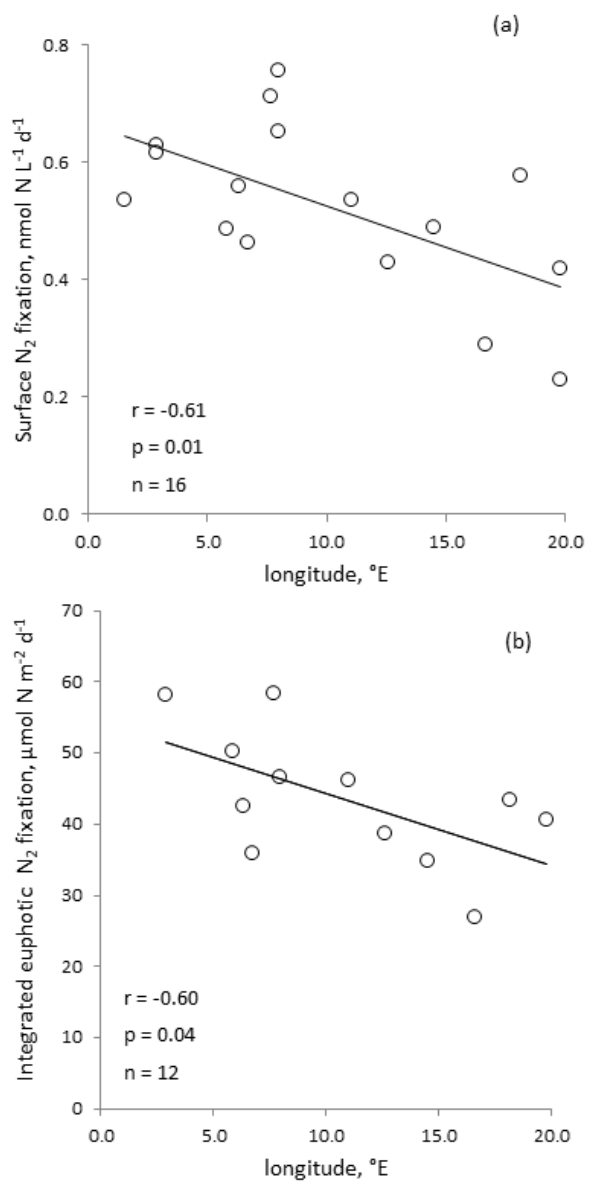 (a)
Surface N₂ fixation, nmol N L⁻¹ d⁻¹
0.8
0.6
0.4
0.2
0.0
r = -0.61
p = 0.01
n = 16
0.0 5.0 10.0 15.0 20.0
longitude, °E
(b)
Integrated euphotic N₂ fixation, µmol N m⁻² d⁻¹
70
60
50
40
30
20
10
0
r = -0.60
p = 0.04
n = 12
0.0 5.0 10.0 15.0 20.0
longitude, °E